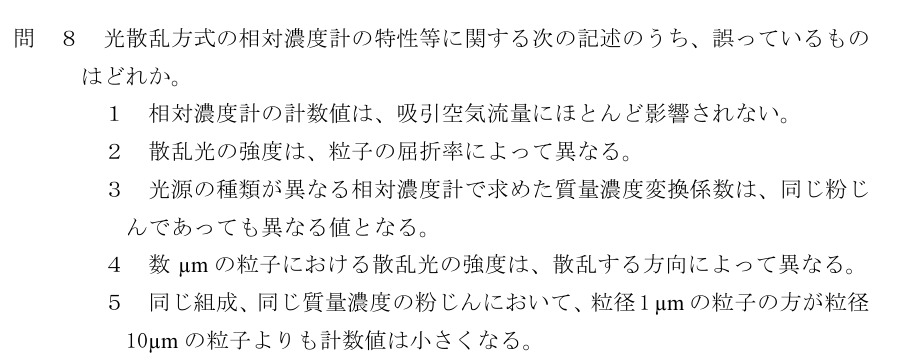 問　８　光散乱方式の相対濃度計の特性等に関する次の記述のうち、誤っているもの
はどれか。
１　相対濃度計の計数値は、吸引空気流量にほとんど影響されない。
２　散乱光の強度は、粒子の屈折率によって異なる。
３　光源の種類が異なる相対濃度計で求めた質量濃度変換係数は、同じ粉じ
んであっても異なる値となる。
４　数 μm の粒子における散乱光の強度は、散乱する方向によって異なる。
５　同じ組成、同じ質量濃度の粉じんにおいて、粒径1 μm の粒子の方が粒径
10μm の粒子よりも計数値は小さくなる。